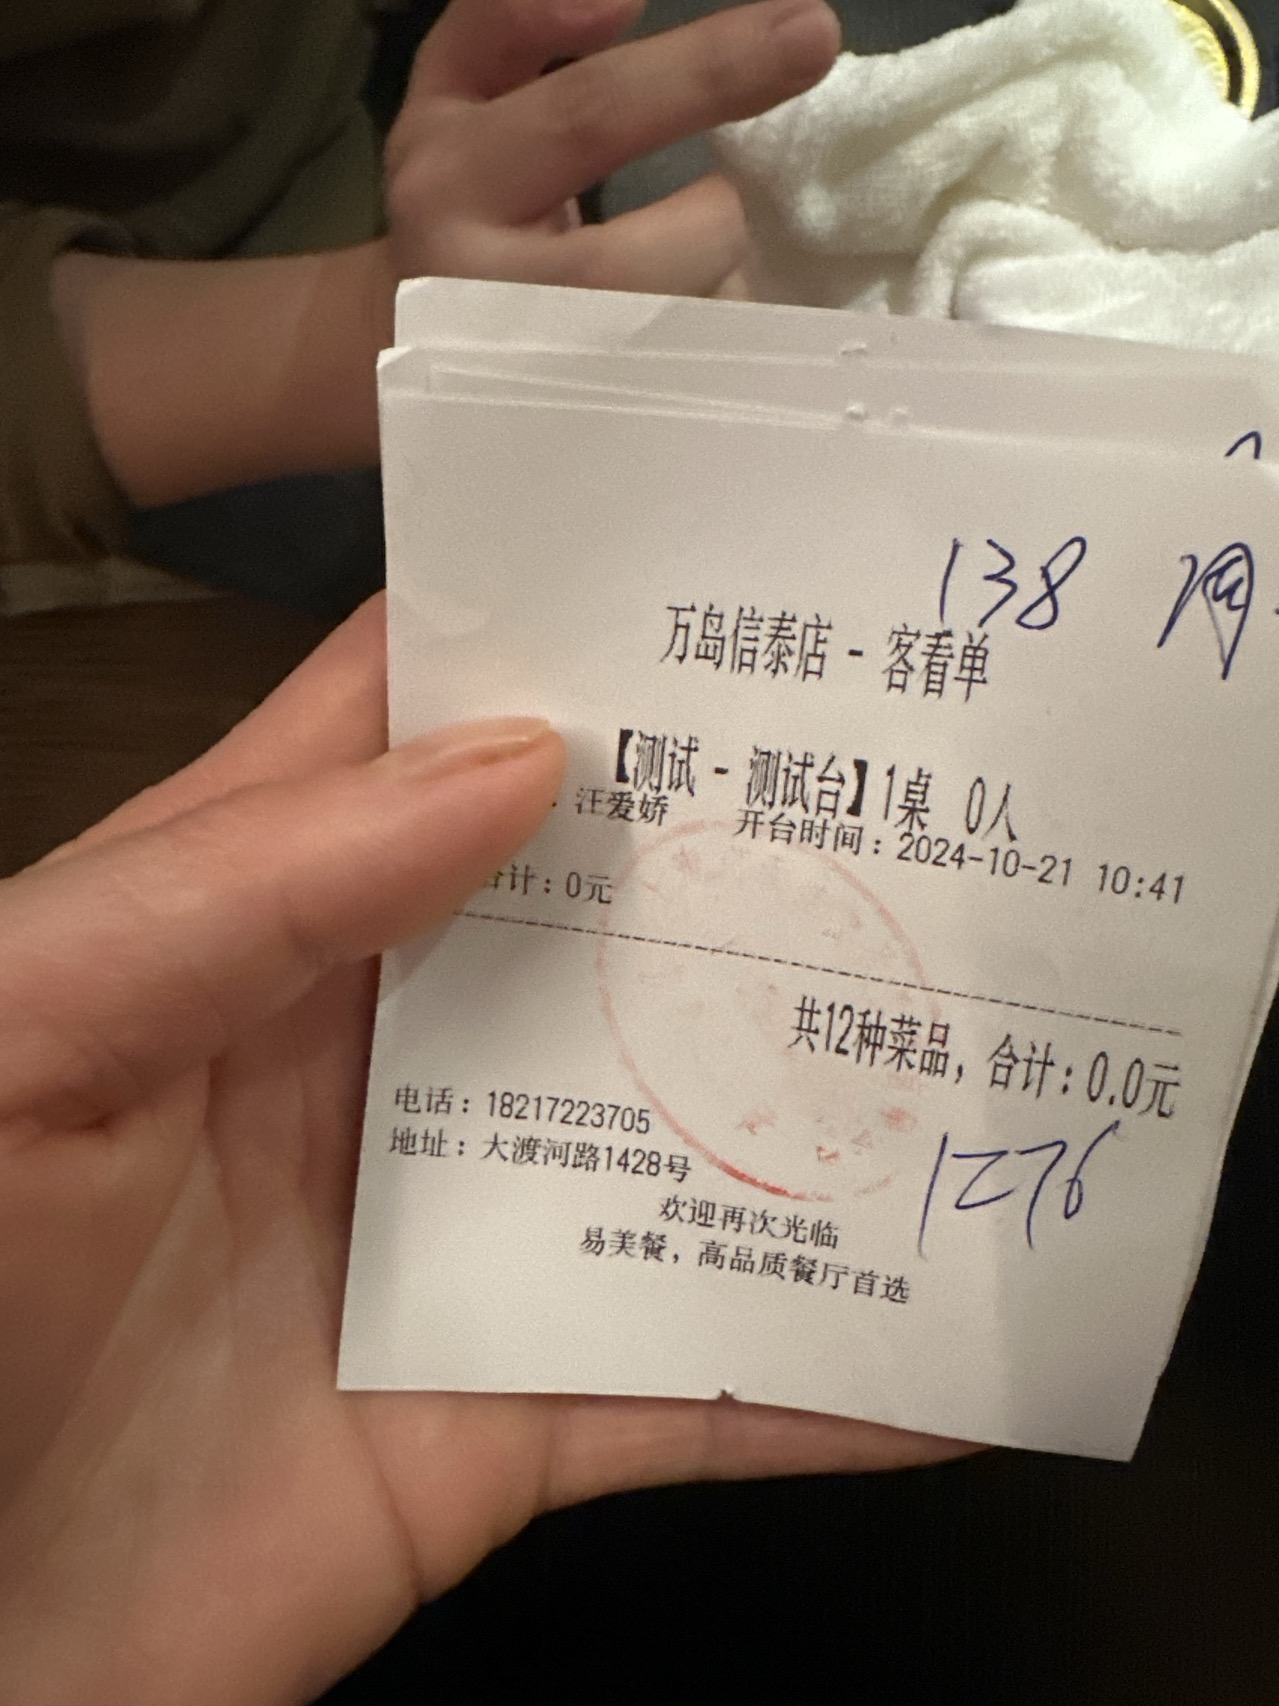 138 周
万岛信泰店 - 客看单
【测试 - 测试台】1桌 0人
汪爱娇 开台时间：2024-10-21 10:41
合计：0元
共12种菜品，合计：0.0元
1276
电话：18217223705
地址：大渡河路1428号
欢迎再次光临
易美餐，高品质餐厅首选